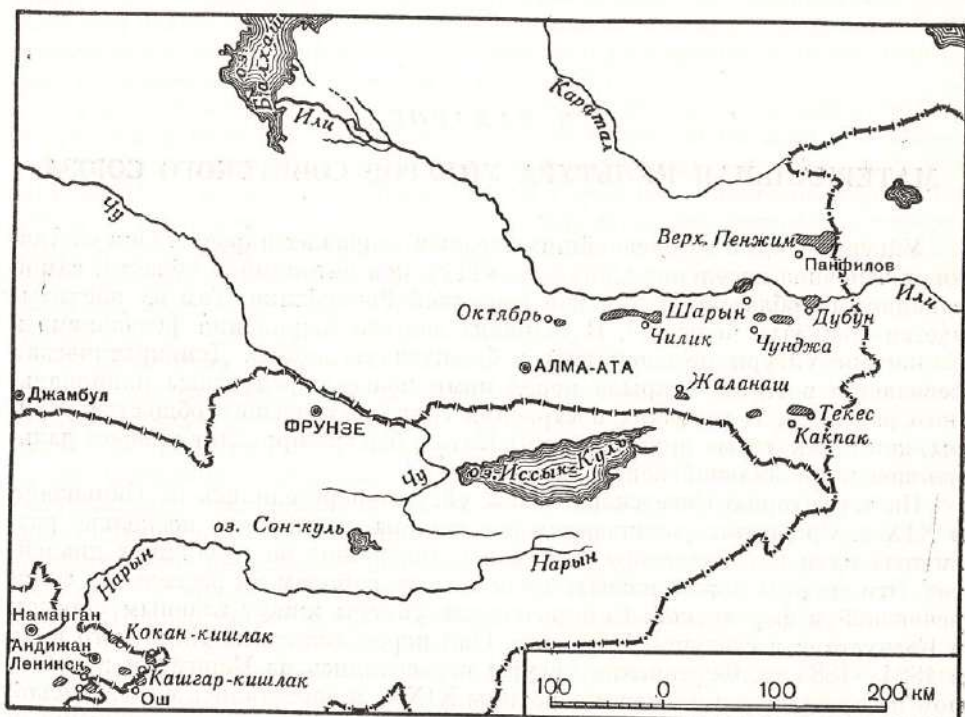 оз. Балхаш
Или
Каратал
Чу
Верх. Пенжим
Панфилов
Или
Октябрь
Шарын
Дубун
Чилик
Чунджа
АЛМА-АТА
Жаланаш
Джамбул
ФРУНЗЕ
Текес
Какпак
Чу
оз. Иссык-Куль
оз. Сон-куль
Нарын
Нарын
Наманган
Кокан-кишлак
Андижан
Ленинск
Кашгар-кишлак
Ош
100 0 100 200 КМ